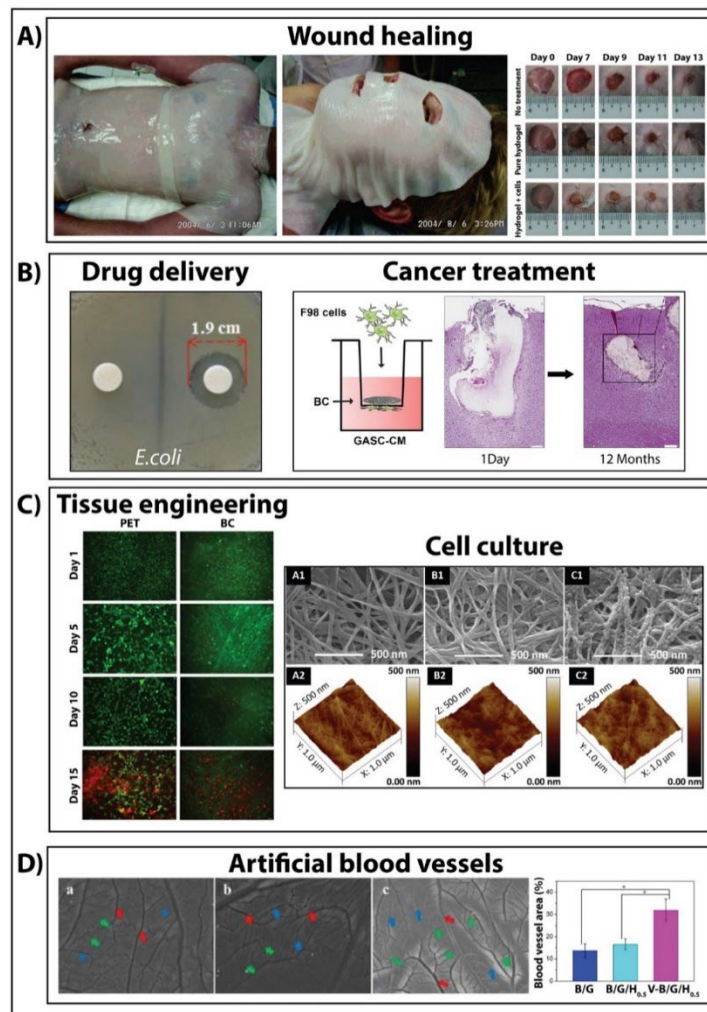 A)
Wound healing
2004/ 6/ 3 11:06AM
2004/ 8/ 6 3:26PM
Day 0 Day 7 Day 9 Day 11 Day 13
No treatment
Pure hydrogel
Hydrogel + cells
B)
Drug delivery
1.9 cm
E.coli
Cancer treatment
F98 cells
BC
GASC-CM
1Day
12 Months
C)
Tissue engineering
PET BC
Day 1
Day 5
Day 10
Day 15
Cell culture
A1 B1 C1
500 nm 500 nm 500 nm
A2 B2 C2
500 nm 500 nm 500 nm
Z: 500 nm Z: 500 nm Z: 500 nm
Y: 1.0 µm X: 1.0 µm Y: 1.0 µm X: 1.0 µm Y: 1.0 µm X: 1.0 µm
0.00 nm 0.00 nm 0.00 nm
D)
Artificial blood vessels
a b c
Blood vessel area (%)
40
30
20
10
0
* *
B/G B/G/H0.5 V-B/G/H0.5